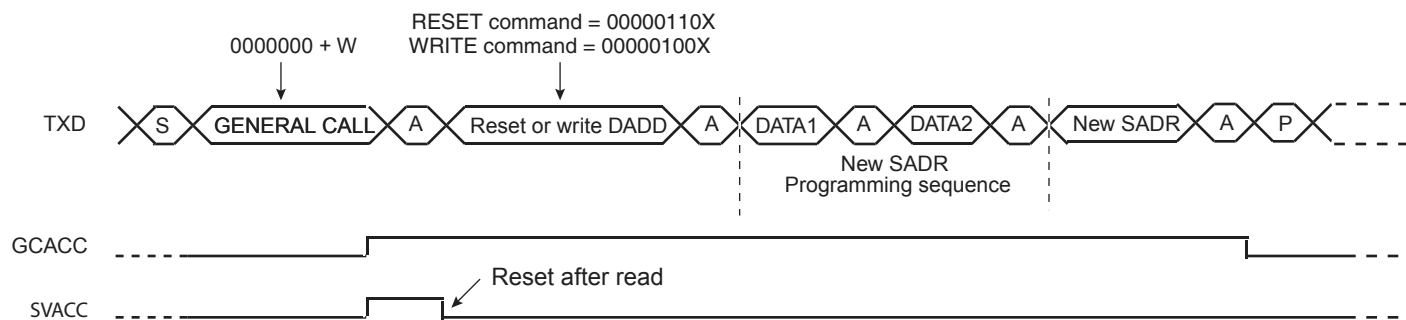 RESET command = 00000110X
0000000 + W WRITE command = 00000100X
TXD S GENERAL CALL A Reset or write DADD A DATA1 A DATA2 A New SADR A P
New SADR
Programming sequence
GCACC
Reset after read
SVACC